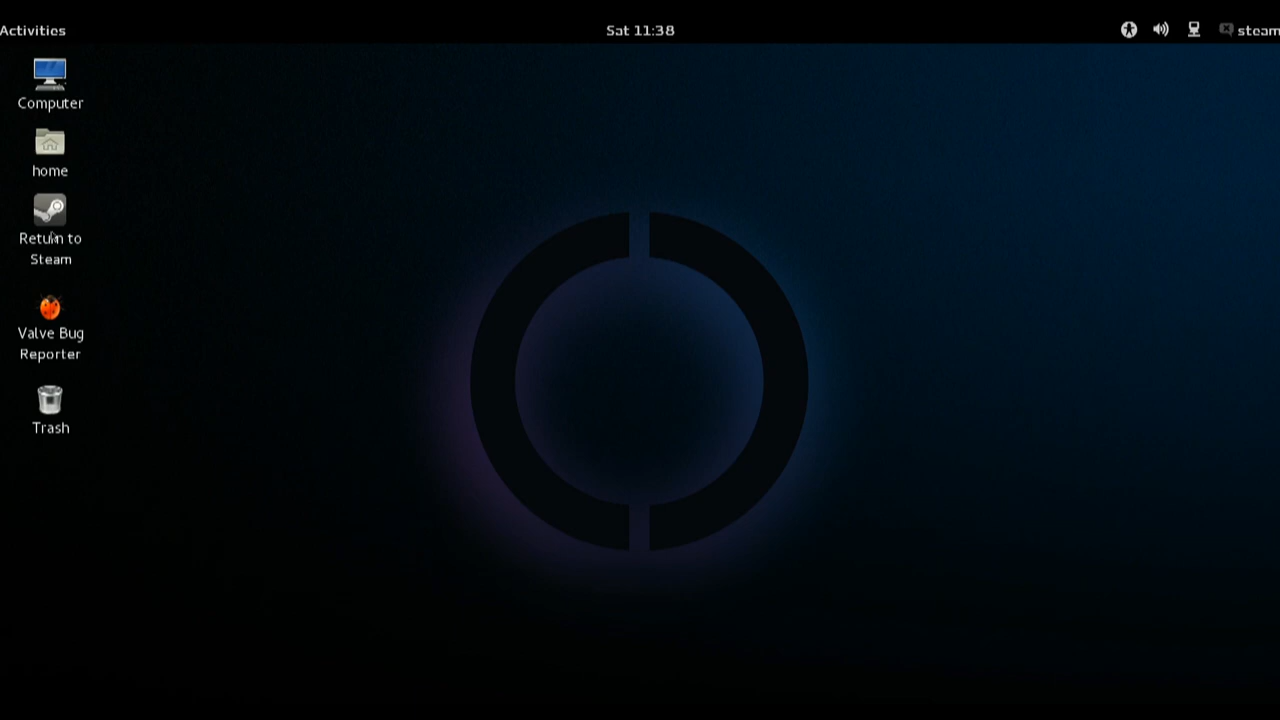 Activities
Sat 11:38
steam
Computer
home
Return to
Steam
Valve Bug
Reporter
Trash